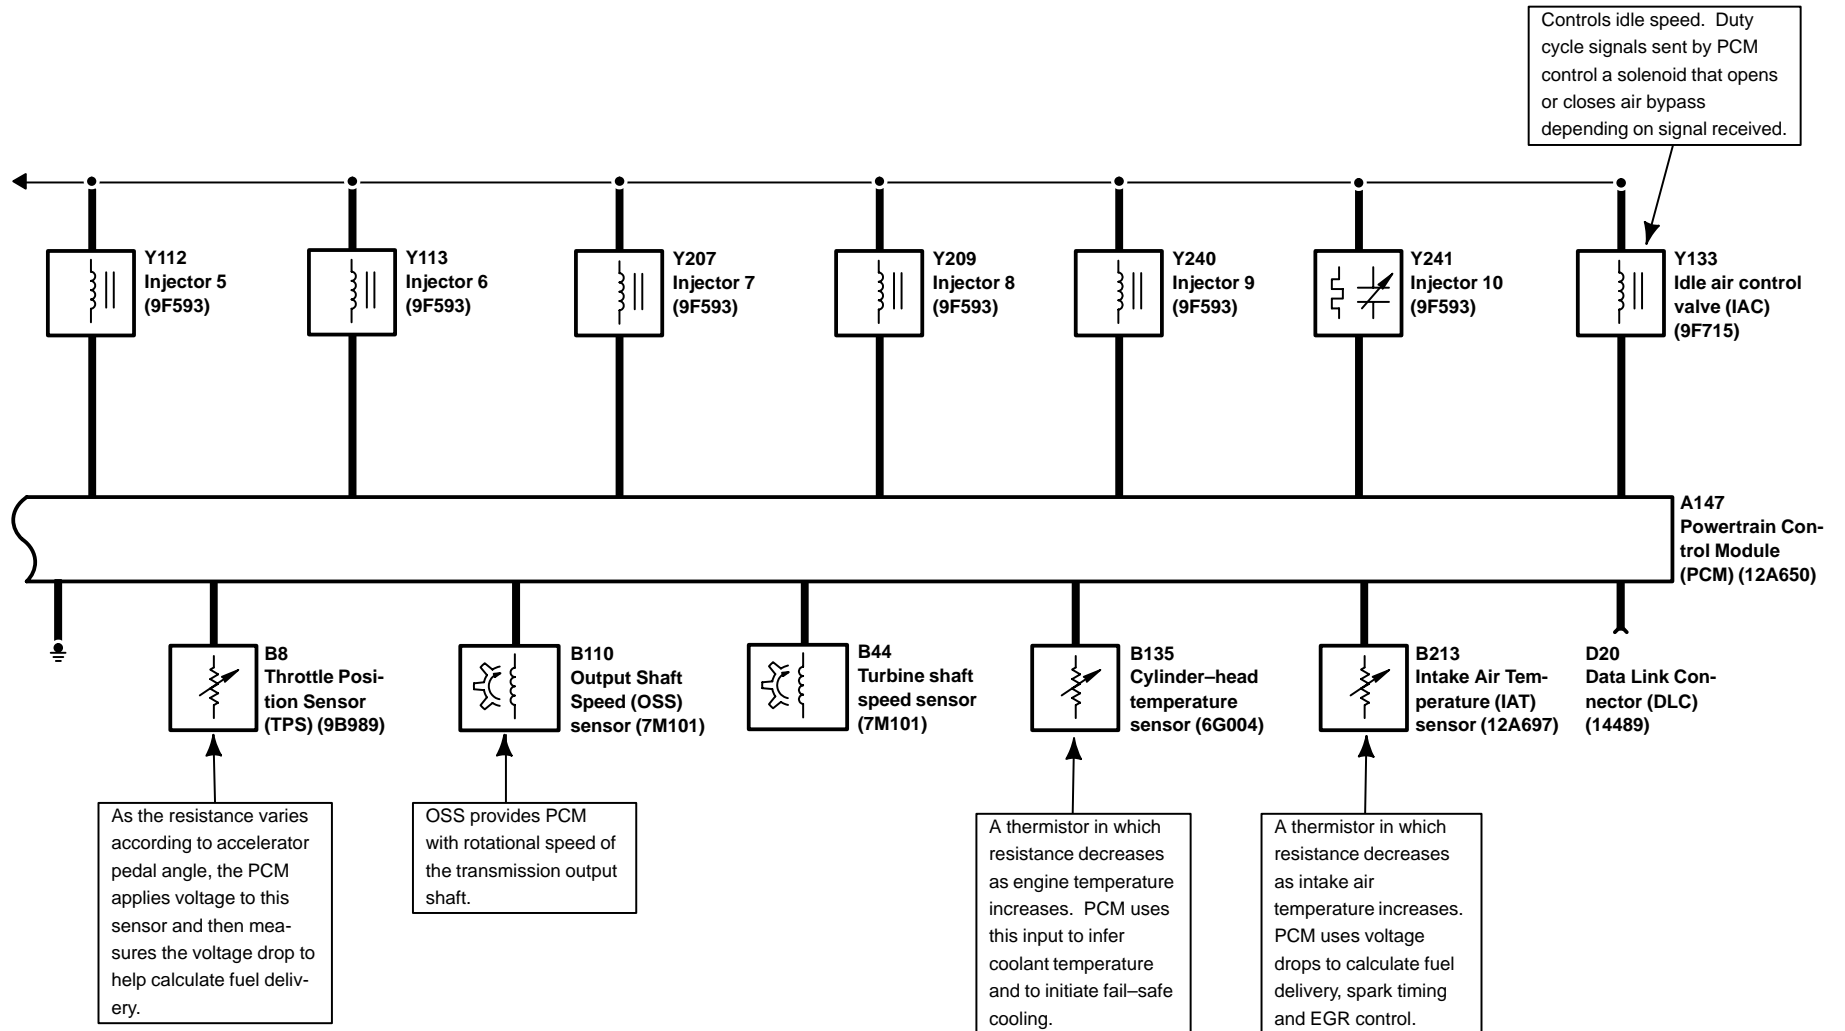 Controls idle speed.  Duty
cycle signals sent by PCM
control a solenoid that opens
or closes air bypass
depending on signal received.
Y112
Injector 5
(9F593)
Y113
Injector 6
(9F593)
Y207
Injector 7
(9F593)
Y209
Injector 8
(9F593)
Y240
Injector 9
(9F593)
Y241
Injector 10
(9F593)
Y133
Idle air control
valve (IAC)
(9F715)
A147
Powertrain Con-
trol Module
(PCM) (12A650)
B8
Throttle Posi-
tion Sensor
(TPS) (9B989)
B110
Output Shaft
Speed (OSS)
sensor (7M101)
B44
Turbine shaft
speed sensor
(7M101)
B135
Cylinder–head
temperature
sensor (6G004)
B213
Intake Air Tem-
perature (IAT)
sensor (12A697)
D20
Data Link Con-
nector (DLC)
(14489)
As the resistance varies
according to accelerator
pedal angle, the PCM
applies voltage to this
sensor and then mea-
sures the voltage drop to
help calculate fuel deliv-
ery.
OSS provides PCM
with rotational speed of
the transmission output
shaft.
A thermistor in which
resistance decreases
as engine temperature
increases.  PCM uses
this input to infer
coolant temperature
and to initiate fail–safe
cooling.
A thermistor in which
resistance decreases
as intake air
temperature increases.
PCM uses voltage
drops to calculate fuel
delivery, spark timing
and EGR control.